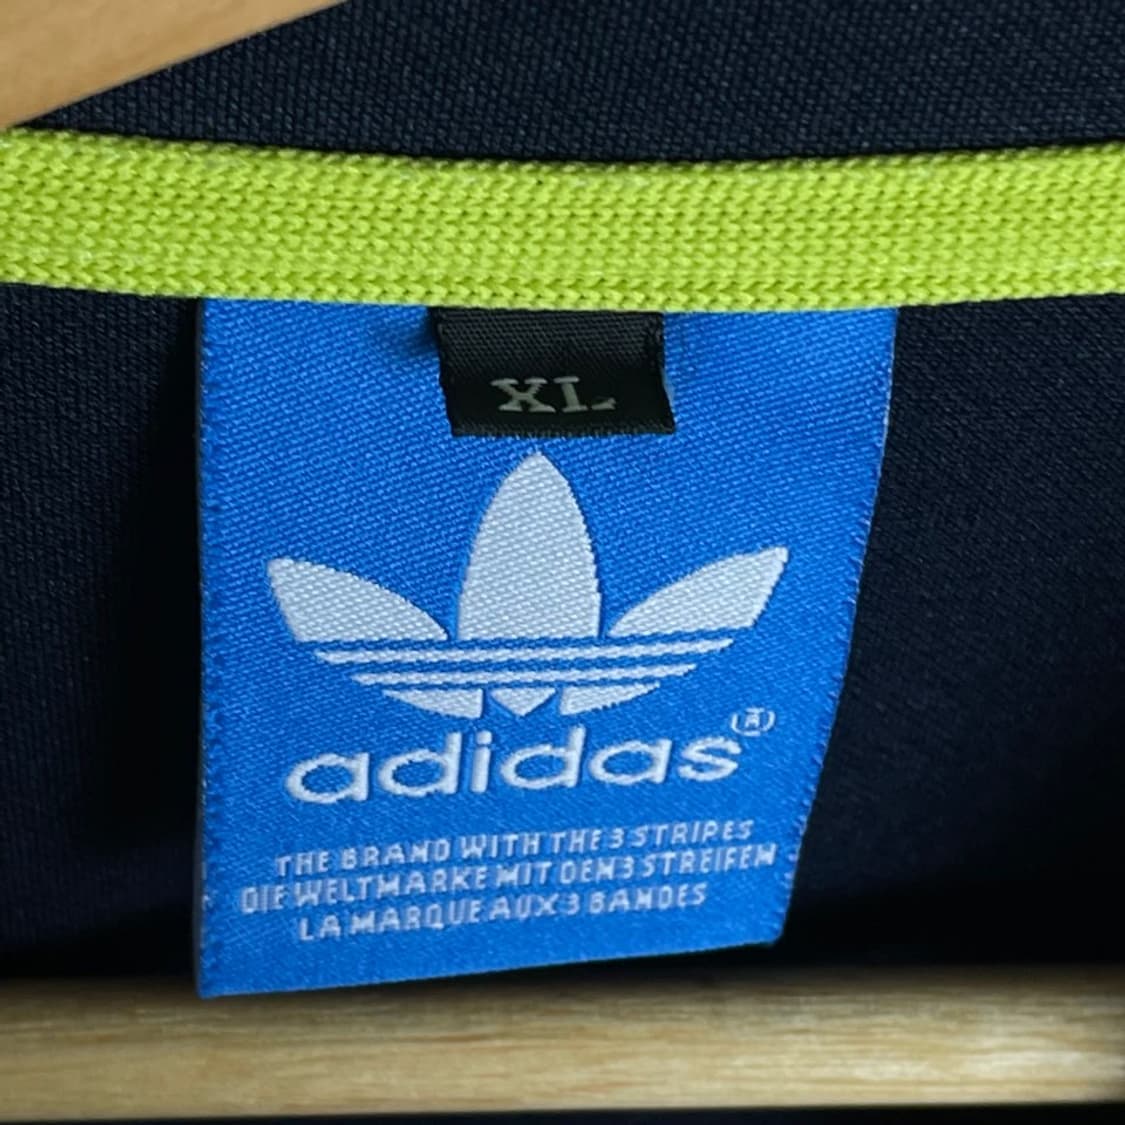 XL
adidas®
THE BRAND WITH THE 3 STRIPES
DIE WELTMARKE MIT DEN 3 STREIFEN
LA MARQUE AUX 3 BANDES